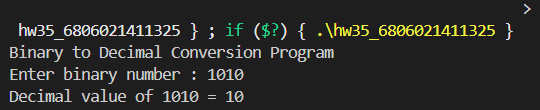 >
hw35_6806021411325 } ; if ($?) { .\hw35_6806021411325 }
Binary to Decimal Conversion Program
Enter binary number : 1010
Decimal value of 1010 = 10